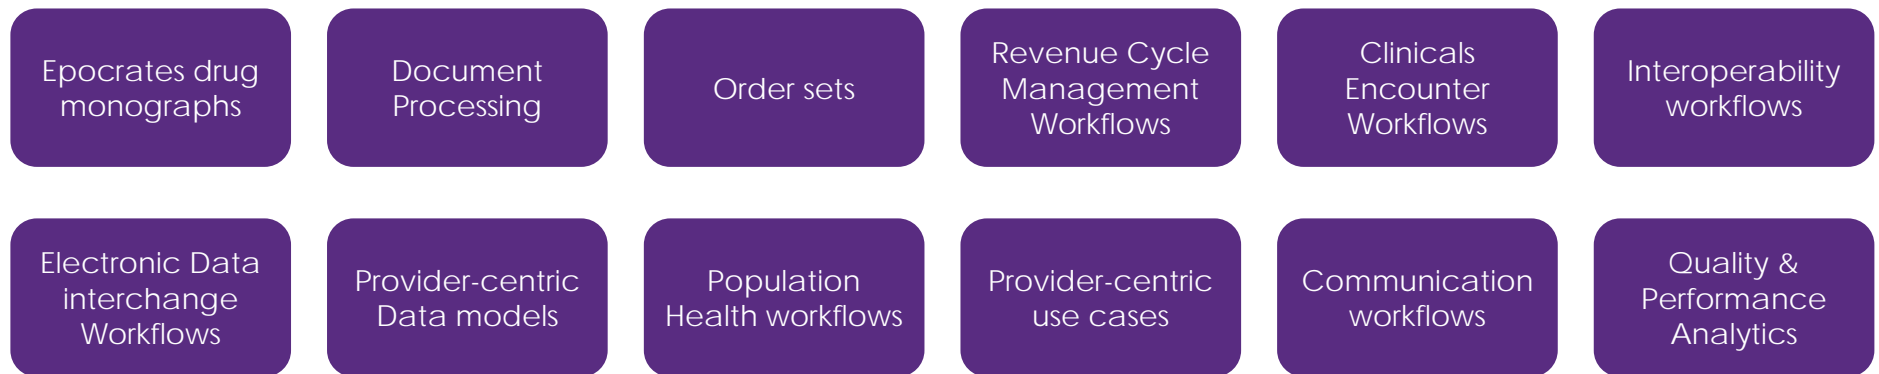 Epocrates drug
monographs
Document
Processing
Order sets
Revenue Cycle
Management
Workflows
Clinicals
Encounter
Workflows
Interoperability
workflows
Electronic Data
interchange
Workflows
Provider-centric
Data models
Population
Health workflows
Provider-centric
use cases
Communication
workflows
Quality &
Performance
Analytics